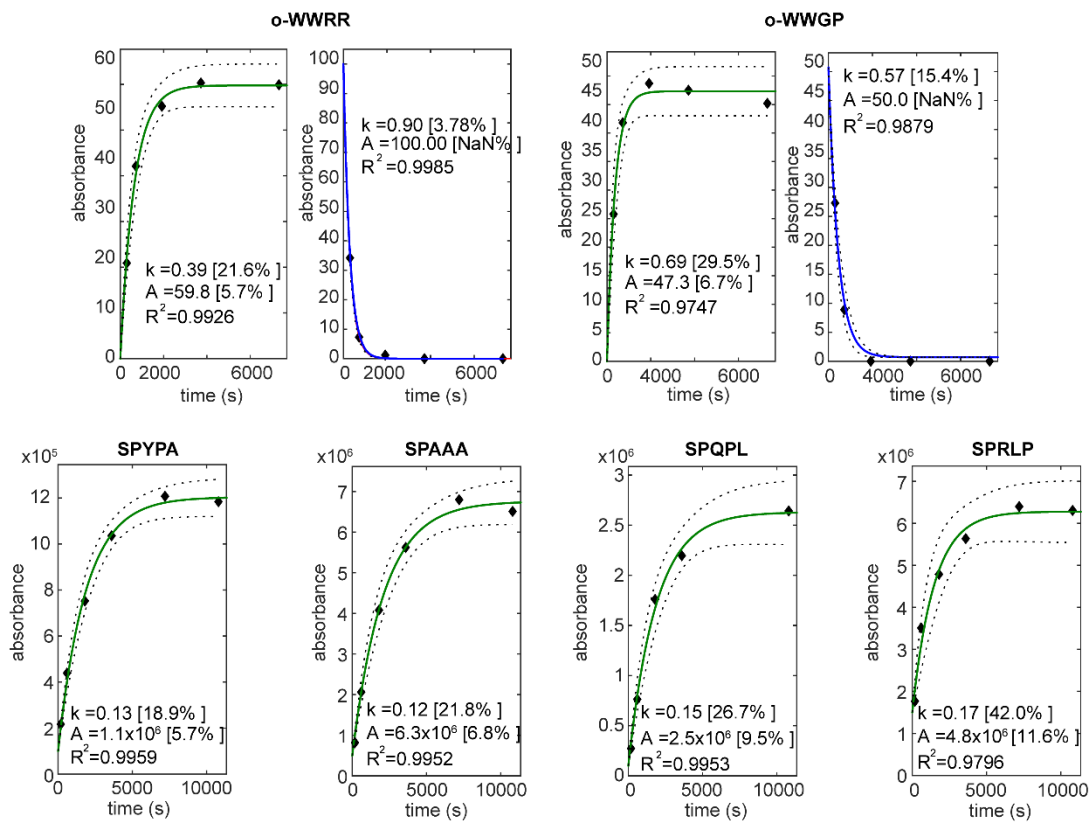 o-WWRR
o-WWGP
60
50
40
30
20
10
0
absorbance
k=0.39 [21.6% ]
A =59.8 [5.7% ]
R²=0.9926
0 2000 4000 6000
time (s)
100
90
80
70
60
50
40
30
20
10
0
absorbance
k =0.90 [3.78% ]
A =100.00 [NaN% ]
R² =0.9985
0 2000 4000 6000
time (s)
50
45
45
40
35
30
25
20
15
10
5
0
absorbance
k =0.69 [29.5% ]
A =47.3 [6.7% ]
R²=0.9747
0 4000 6000
time (s)
50
50
45
40
35
30
25
20
15
10
5
0
absorbance
k =0.57 [15.4% ]
A =50.0 [NaN% ]
R² =0.9879
0 4000 6000
time (s)
SPYPA
x10⁵
12
10
8
6
4
2
0
absorbance
k =0.13 [18.9% ]
A =1.1x10⁶ [5.7% ]
R²=0.9959
0 5000 10000
time (s)
SPAAA
x10⁶
7
6
5
4
3
2
1
0
absorbance
k =0.12 [21.8% ]
A =6.3x10⁶ [6.8% ]
R²=0.9952
0 5000 10000
time (s)
SPQPL
x10⁶
3
2.5
2
1.5
1
0.5
0
absorbance
k =0.15 [26.7% ]
A =2.5x10⁶ [9.5% ]
R²=0.9953
0 5000 10000
time (s)
SPRLP
x10⁶
7
6
5
4
3
2
1
0
absorbance
k =0.17 [42.0% ]
A =4.8x10⁶ [11.6% ]
R²=0.9796
0 5000 10000
time (s)